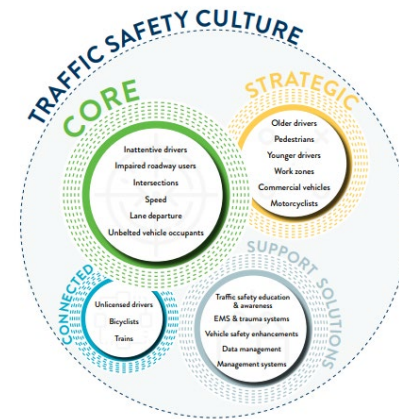 TRAFFIC SAFETY CULTURE
CORE
Inattentive drivers
Impaired roadway users
Intersections
Speed
Lane departure
Unbelted vehicle occupants
STRATEGIC
Older drivers
Pedestrians
Younger drivers
Work zones
Commercial vehicles
Motorcyclists
CONNECTED
Unlicensed drivers
Bicyclists
Trains
SUPPORT SOLUTIONS
Traffic safety education
& awareness
EMS & trauma systems
Vehicle safety enhancements
Data management
Management systems